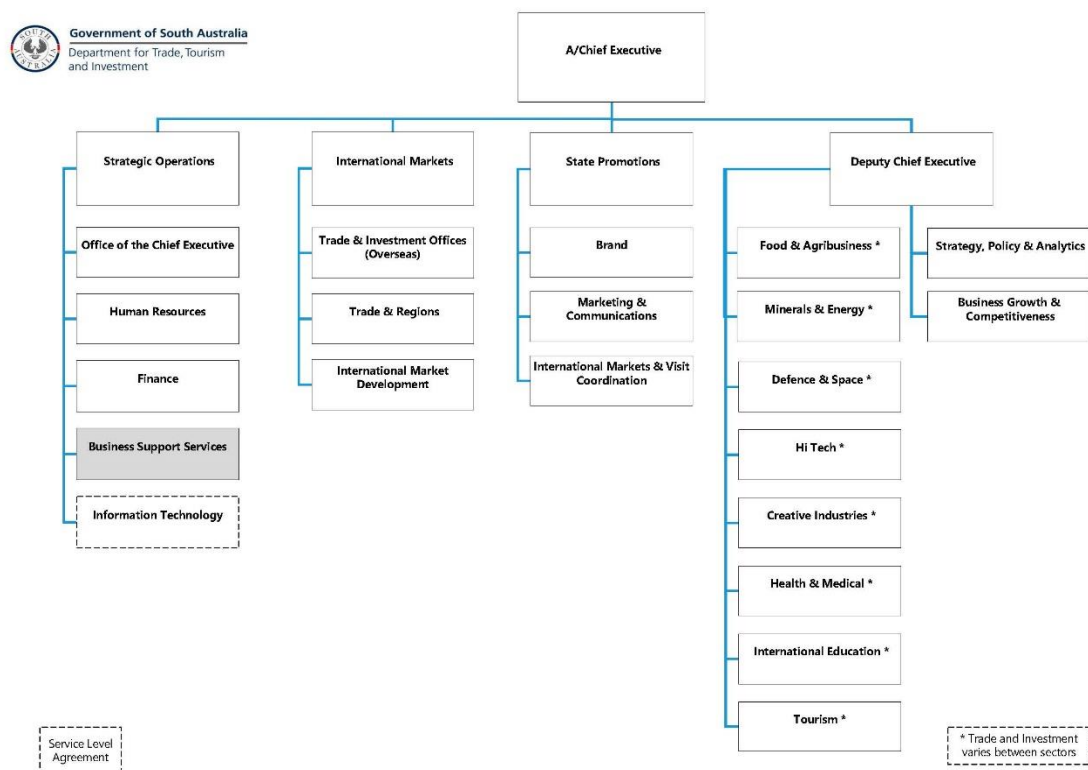 Government of South Australia
Department for Trade, Tourism
and Investment
SOUTH
AUSTRALIA
A/Chief Executive
Strategic Operations
International Markets
State Promotions
Deputy Chief Executive
Office of the Chief Executive
Human Resources
Finance
Business Support Services
Information Technology
Trade & Investment Offices
(Overseas)
Trade & Regions
International Market
Development
Brand
Marketing &
Communications
International Markets & Visit
Coordination
Food & Agribusiness *
Minerals & Energy *
Defence & Space *
Hi Tech *
Creative Industries *
Health & Medical *
International Education *
Tourism *
Strategy, Policy & Analytics
Business Growth &
Competitiveness
Service Level
Agreement
* Trade and Investment
varies between sectors